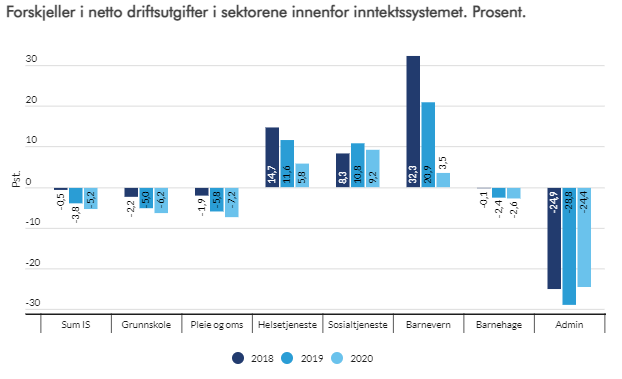 Forskjeller i netto driftsutgifter i sektorene innenfor inntektssystemet. Prosent.
30
20
10
0
-10
-20
-30
Pst.
-0,5 -3,8 -5,2
-2,2 -5,0 -6,2
-1,9 -5,8 -7,2
14,7 11,6 5,8
8,3 10,8 9,2
32,3 20,9 3,5
-0,1 -2,4 -2,6
-24,9 -28,8 -24,4
Sum IS Grunnskole Pleie og oms Helsetjeneste Sosialtjeneste Barnevern Barnehage Admin
2018 2019 2020